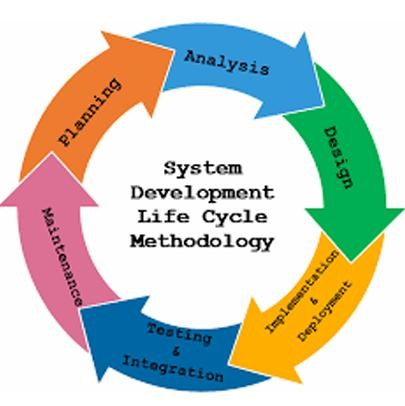 System
Development
Life Cycle
Methodology
Planning
Analysis
Design
Implementation
&
Deployment
Testing
&
Integration
Maintenance